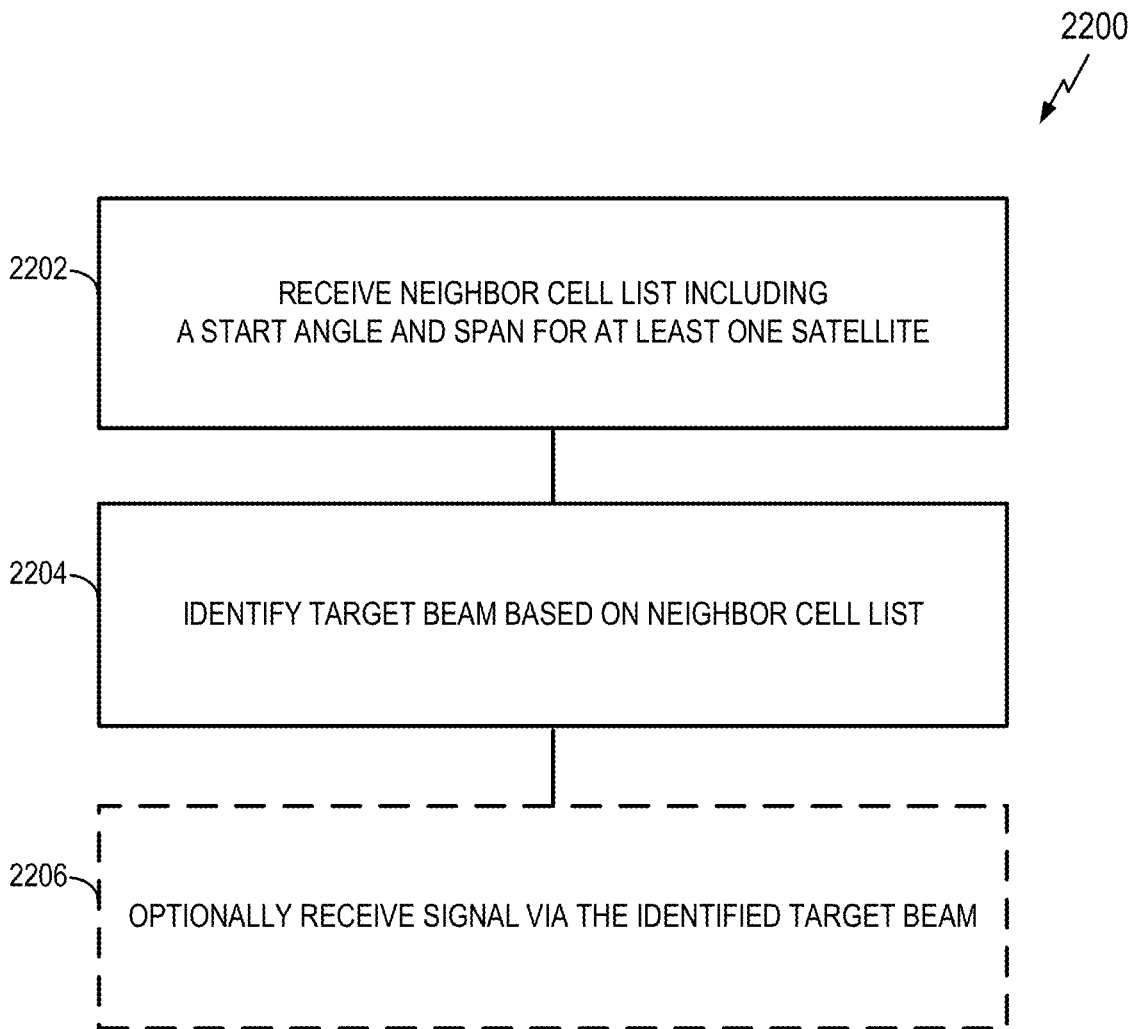 2200
2202
RECEIVE NEIGHBOR CELL LIST INCLUDING
A START ANGLE AND SPAN FOR AT LEAST ONE SATELLITE
2204
IDENTIFY TARGET BEAM BASED ON NEIGHBOR CELL LIST
2206
OPTIONALLY RECEIVE SIGNAL VIA THE IDENTIFIED TARGET BEAM